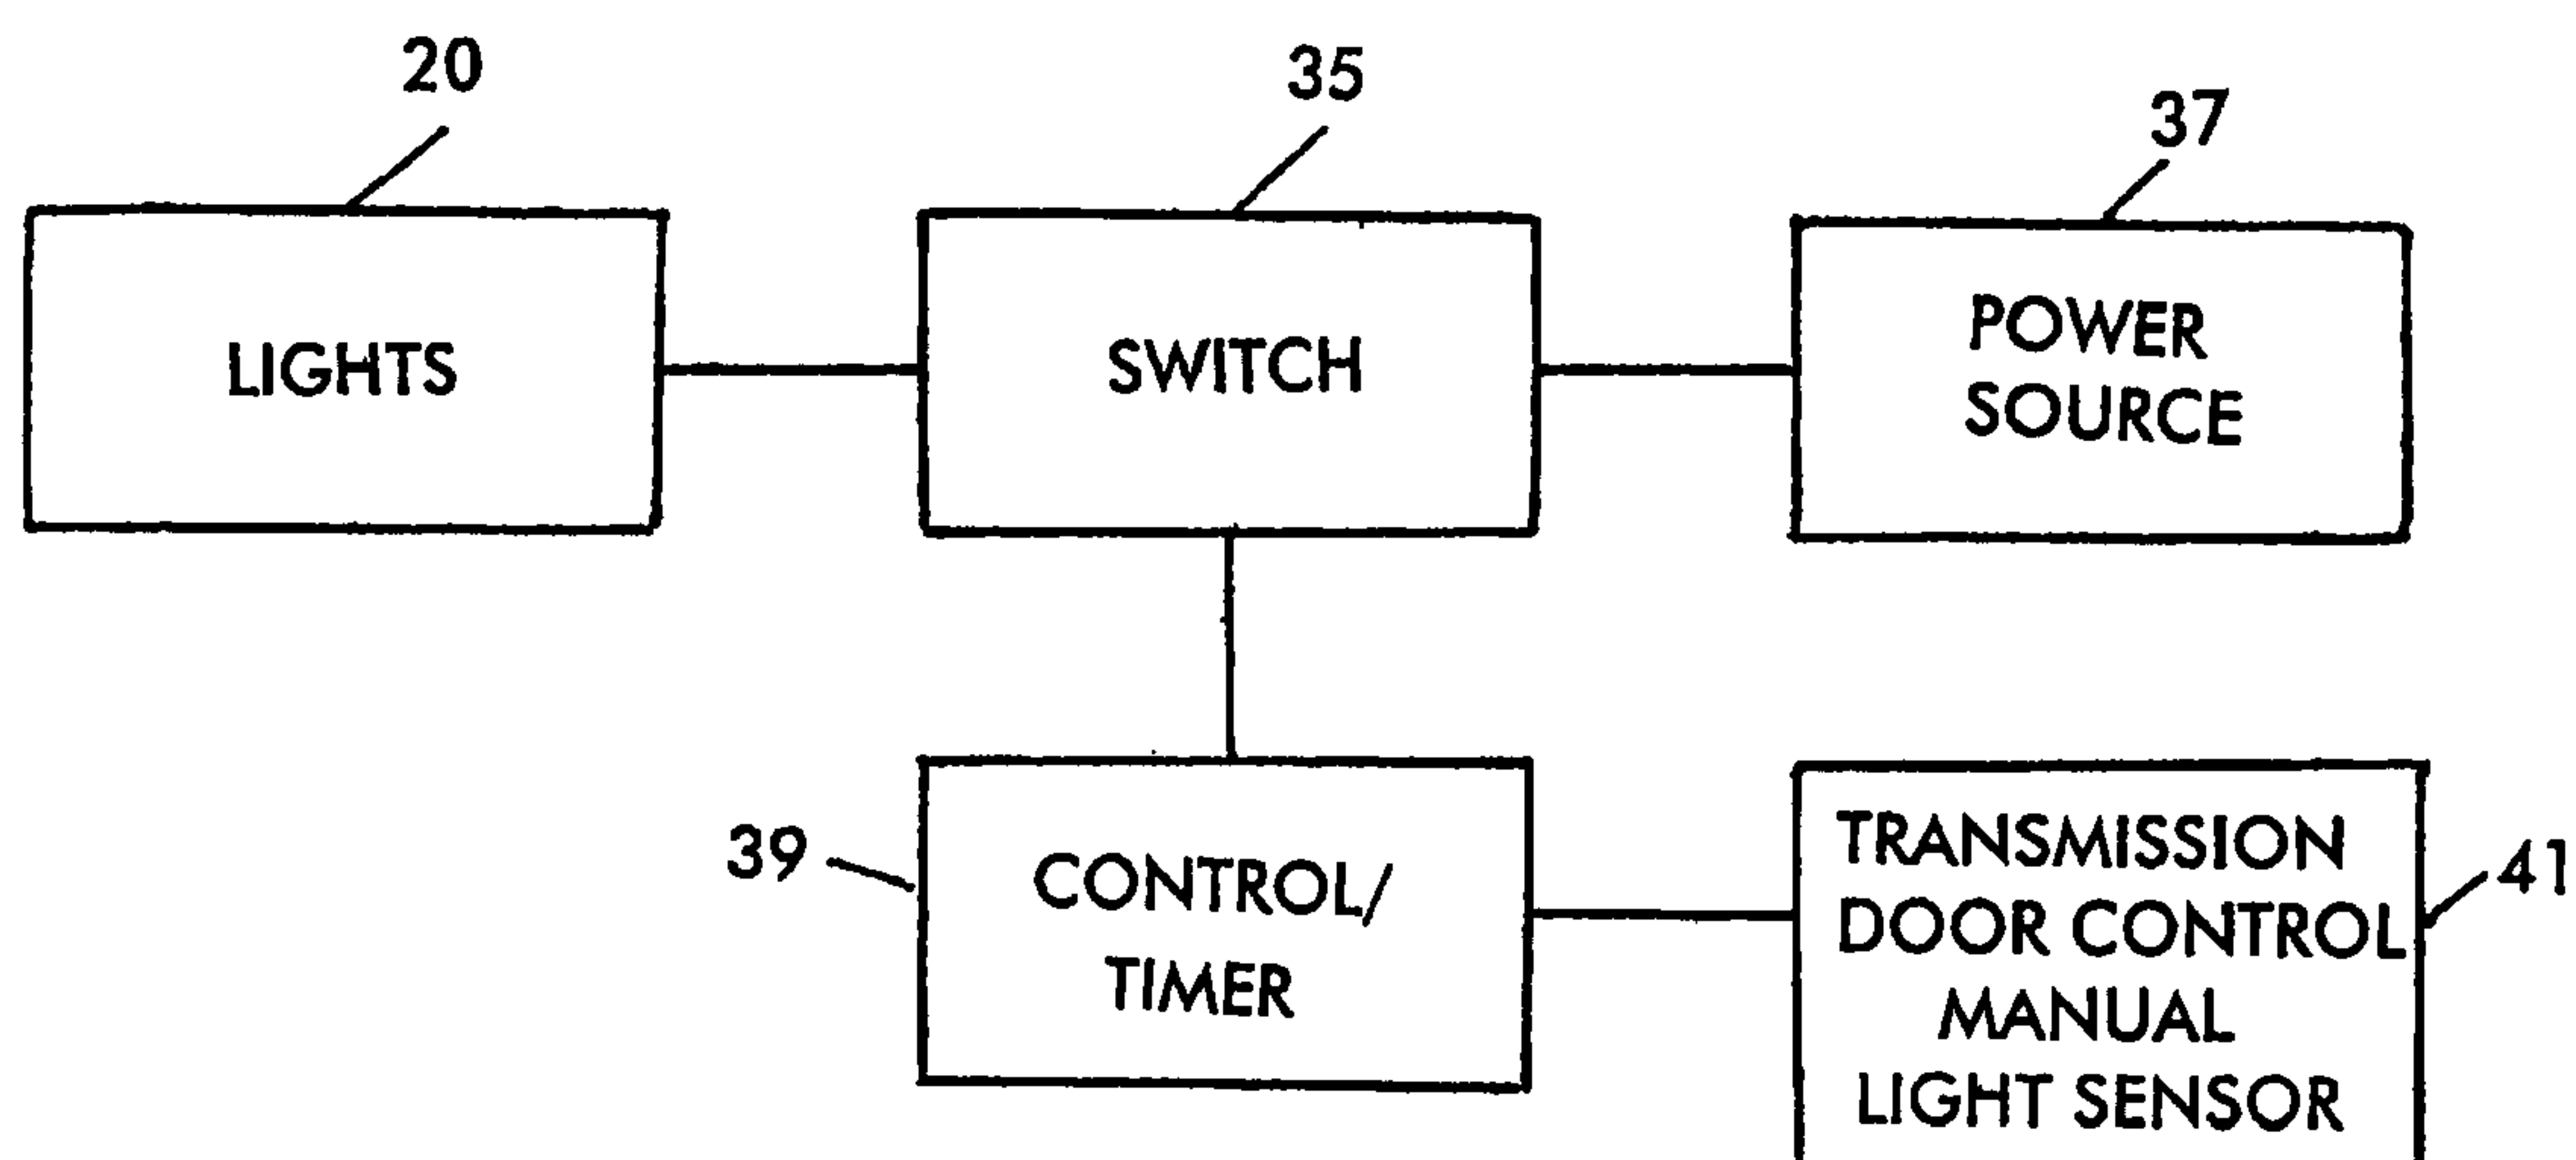 20
35
37
LIGHTS
SWITCH
POWER
SOURCE
39
CONTROL/
TIMER
TRANSMISSION
DOOR CONTROL
MANUAL
LIGHT SENSOR
41